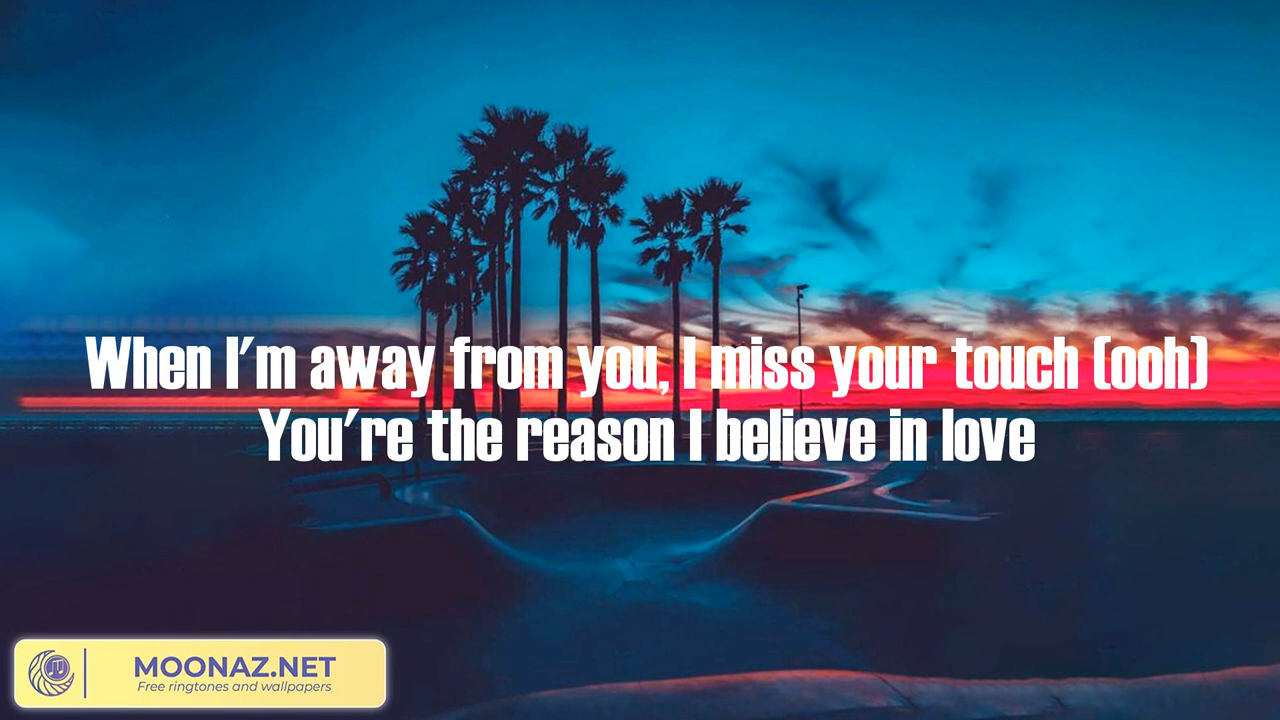 When I'm away from you, I miss your touch (ooh)
You're the reason I believe in love
MOONAZ.NET
Free ringtones and wallpapers